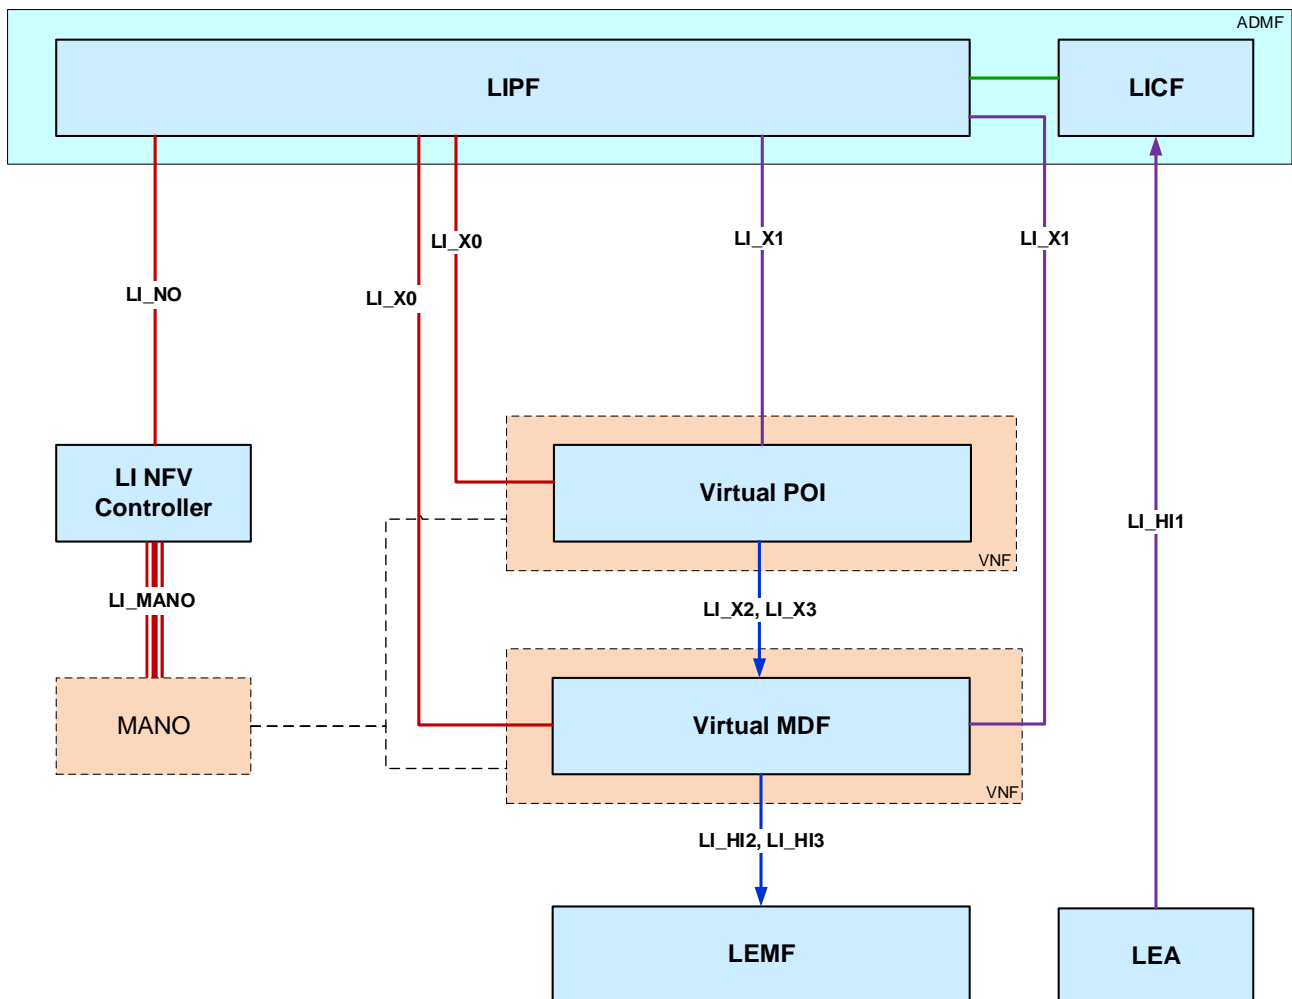 ADMF
LIPF
LICF
LI_X0
LI_X1
LI_X1
LI_NO
LI_X0
LI NFV
Controller
Virtual POI
LI_HI1
VNF
LI_MANO
LI_X2, LI_X3
MANO
Virtual MDF
VNF
LI_HI2, LI_HI3
LEMF
LEA